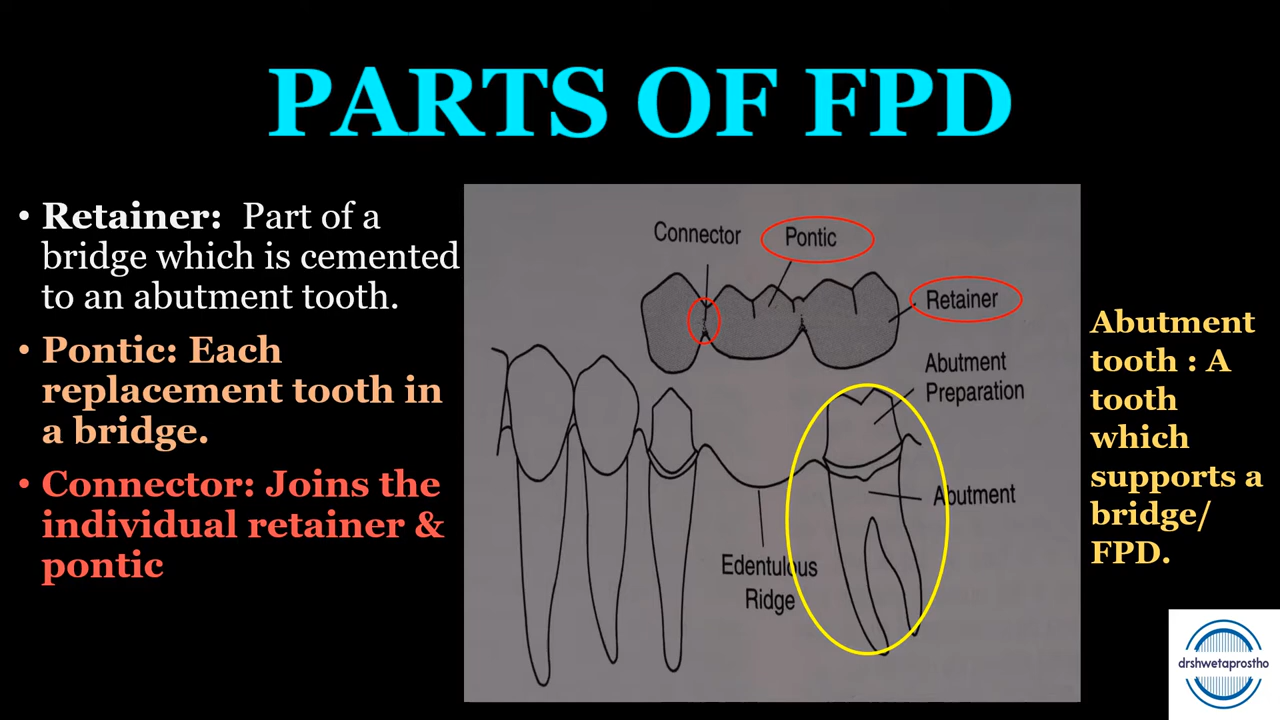 PARTS OF FPD
• Retainer: Part of a
bridge which is cemented
to an abutment tooth.
• Pontic: Each
replacement tooth in
a bridge.
• Connector: Joins the
individual retainer &
pontic
Connector
Pontic
Retainer
Abutment
Preparation
Abutment
Edentulous
Ridge
Abutment
tooth : A
tooth
which
supports a
bridge/
FPD.
drshwetaprostho